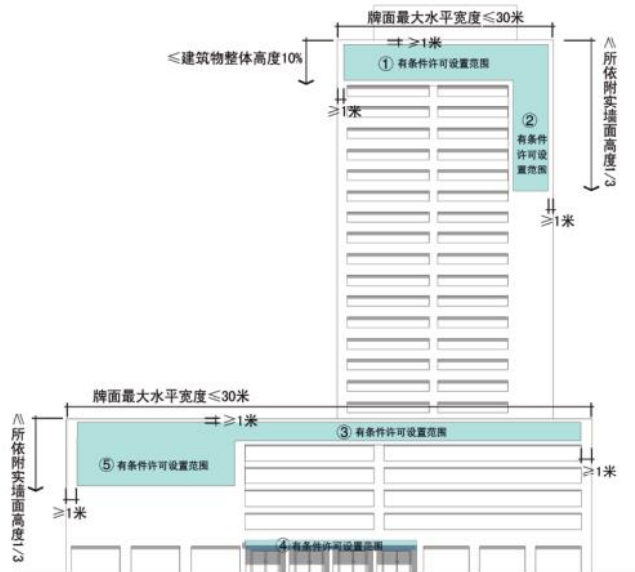 牌面最大水平宽度≤30米
≥1米
≤建筑物整体高度10%
① 有条件许可设置范围
≥1米
②
有条件
许可设
置范围
≤所依附实墙面高度1/3
≥1米
牌面最大水平宽度≤30米
≥1米
③ 有条件许可设置范围
≤所依附实墙面高度1/3
⑤ 有条件许可设置范围
≥1米
≥1米
④ 有条件许可设置范围